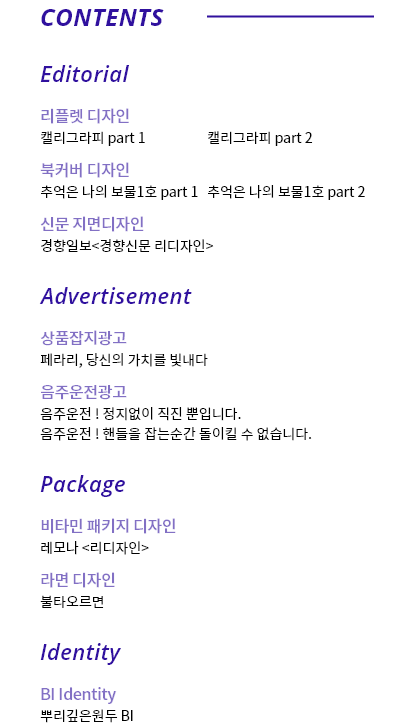 CONTENTS
Editorial
리플렛 디자인
캘리그라피 part 1 캘리그라피 part 2
북커버 디자인
추억은 나의 보물1호 part 1 추억은 나의 보물1호 part 2
신문 지면디자인
경향일보<경향신문 리디자인>
Advertisement
상품잡지광고
페라리, 당신의 가치를 빛내다
음주운전광고
음주운전 ! 정지없이 직진 뿐입니다.
음주운전 ! 핸들을 잡는순간 돌이킬 수 없습니다.
Package
비타민 패키지 디자인
레모나 <리디자인>
라면 디자인
불타오르면
Identity
BI Identity
뿌리깊은원두 BI